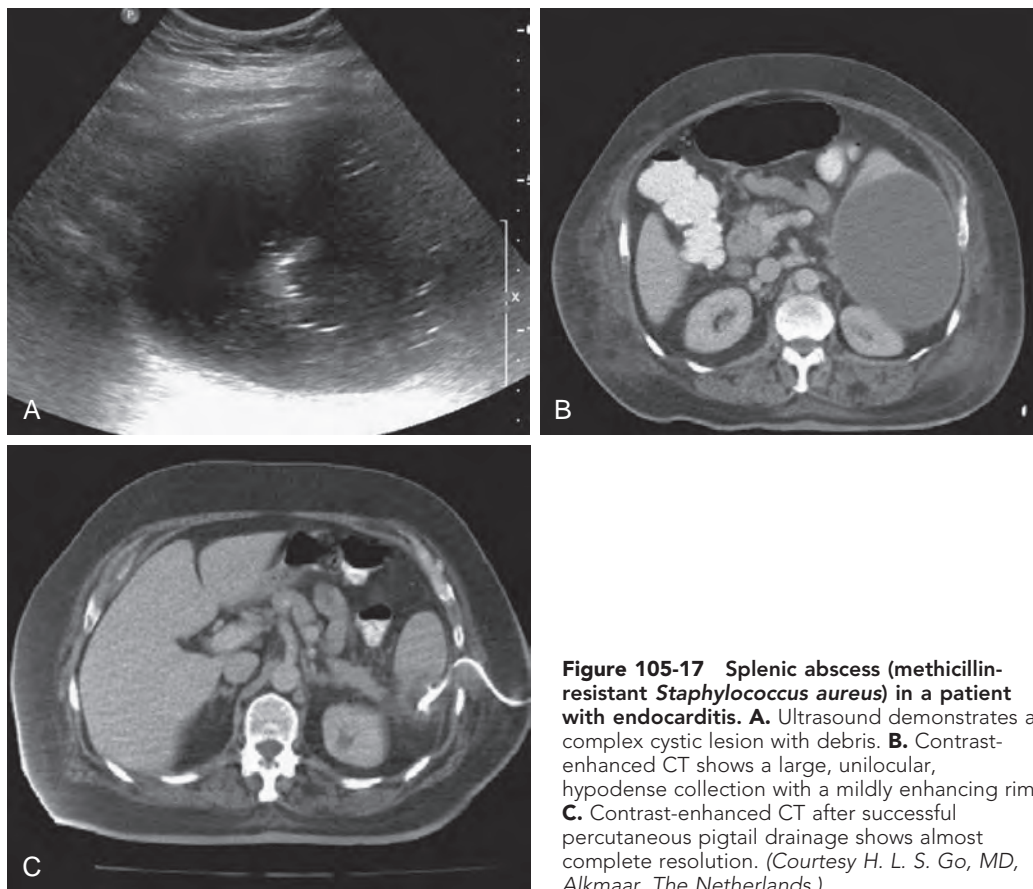 P
X
A
B
C
Figure 105-17 Splenic abscess (methicillin-
resistant Staphylococcus aureus) in a patient
with endocarditis. A. Ultrasound demonstrates a
complex cystic lesion with debris. B. Contrast-
enhanced CT shows a large, unilocular,
hypodense collection with a mildly enhancing rim
C. Contrast-enhanced CT after successful
percutaneous pigtail drainage shows almost
complete resolution. (Courtesy H. L. S. Go, MD,
Alkmaar, The Netherlands.)